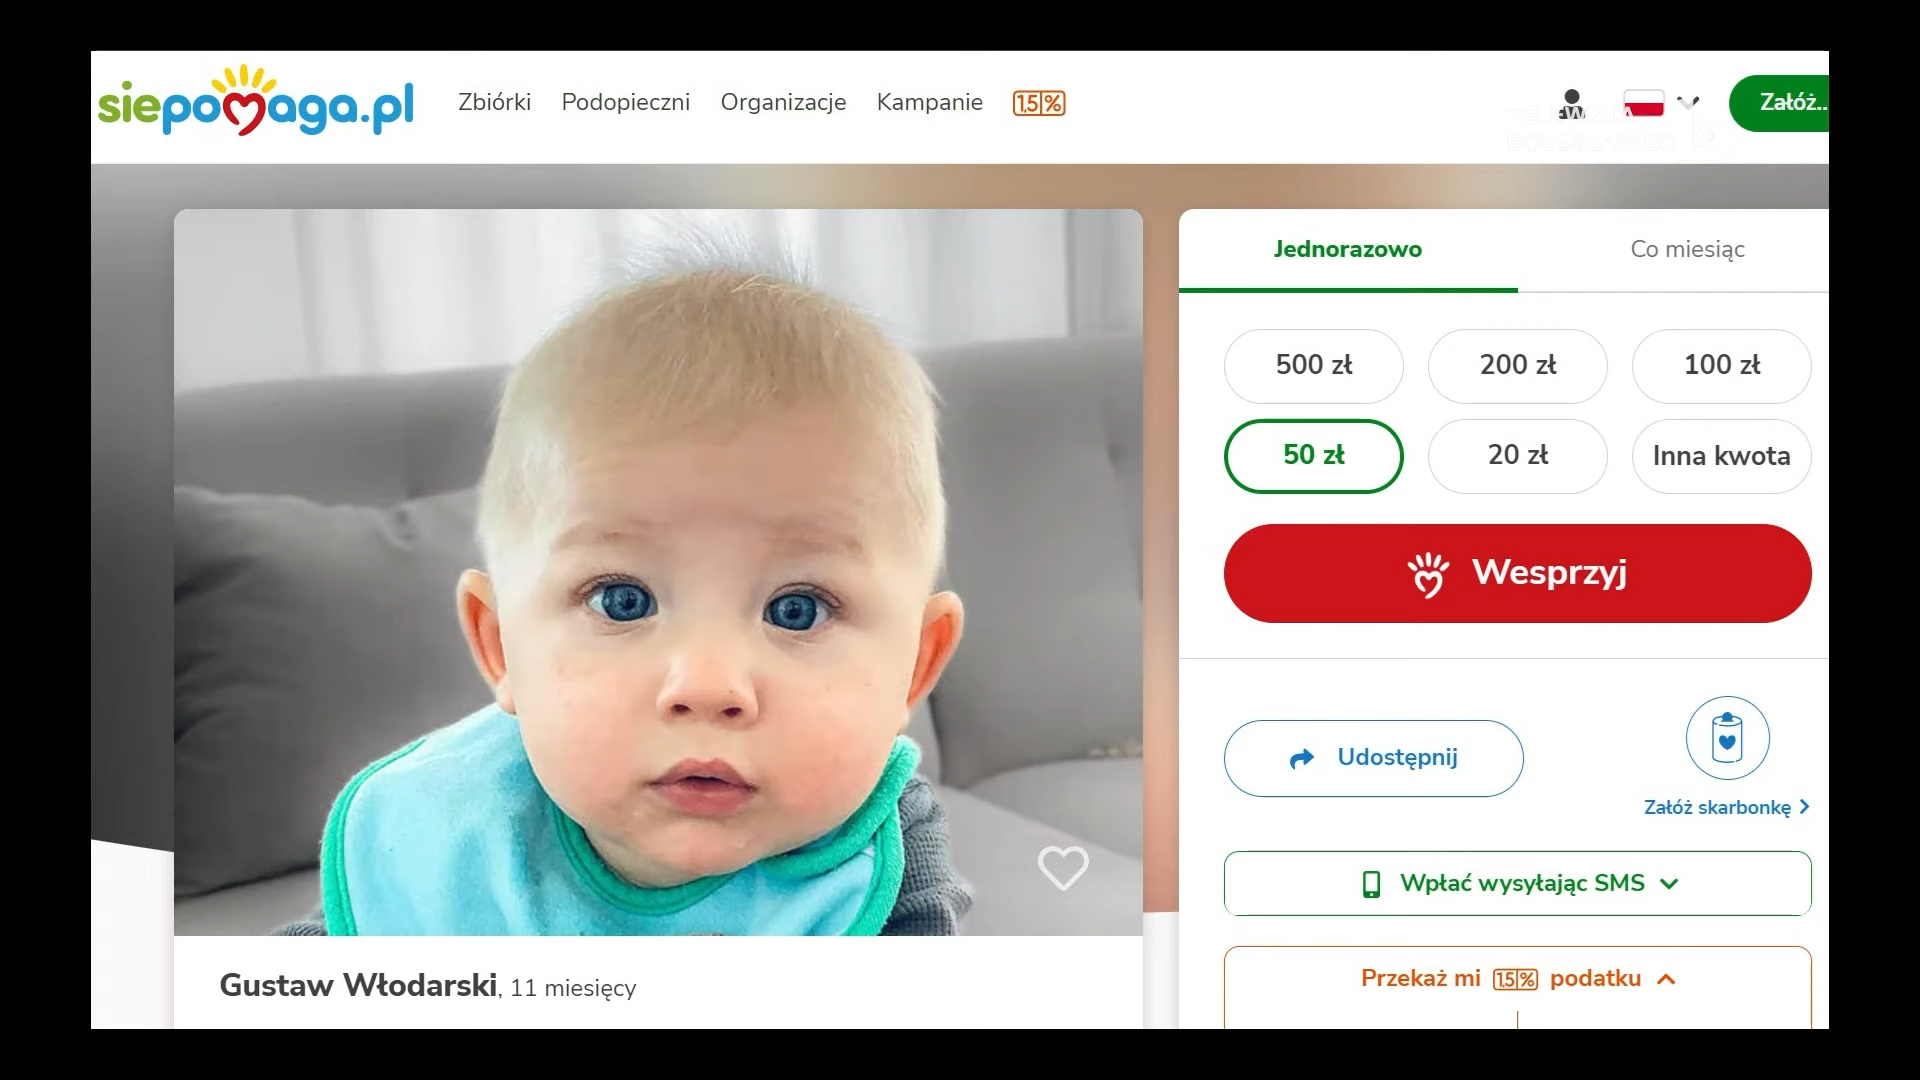 siepomaga.pl
Zbiórki Podopieczni Organizacje Kampanie 1,5%
Załóż..
BOLESŁAWIEC
Jednorazowo Co miesiąc
500 zł 200 zł 100 zł
50 zł 20 zł Inna kwota
Wesprzyj
Udostępnij
Załóż skarbonkę
Wpłać wysyłając SMS
Przekaż mi 1,5% podatku
Gustaw Włodarski, 11 miesięcy